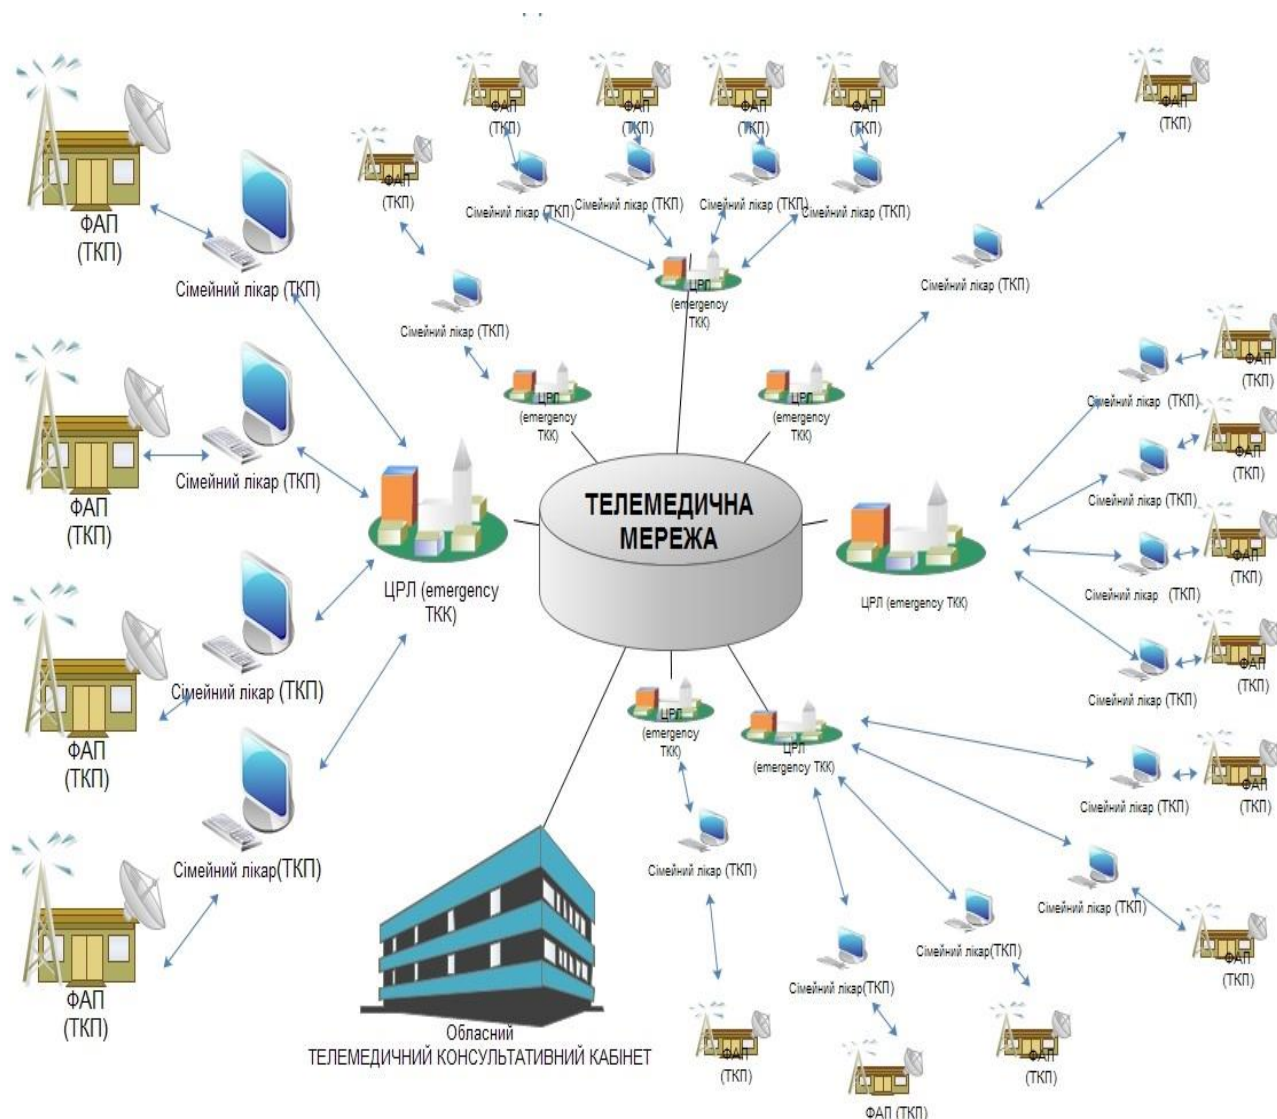 ФАП
(ТКП)
ФАП
(ТКП)
ФАП
(ТКП)
ФАП
(ТКП)
ФАП
(ТКП)
ФАП
(ТКП)
Сімейний лікар (ТКП)
Сімейний лікар (ТКП)
Сімейний лікар (ТКП)
Сімейний лікар (ТКП)
ФАП
(ТКП)
Сімейний лікар (ТКП)
ЦРЛ
(emergency
ТКК)
Сімейний лікар (ТКП)
Сімейний лікар (ТКП)
ЦРЛ
(emergency
ТКК)
ЦРЛ
(emergency
ТКК)
ФАП
(ТКП)
Сімейний лікар (ТКП)
ФАП
(ТКП)
Сімейний лікар (ТКП)
ФАП
(ТКП)
Сімейний лікар (ТКП)
ТЕЛЕМЕДИЧНА
МЕРЕЖА
ЦРЛ (emergency
ТКК)
ЦРЛ (emergency ТКК)
ФАП
(ТКП)
Сімейний лікар (ТКП)
ФАП
(ТКП)
Сімейний лікар (ТКП)
Сімейний лікар (ТКП)
ФАП
(ТКП)
ЦРЛ
(emergency
ТКК)
ЦРЛ
(emergency ТКК)
ФАП
(ТКП)
Сімейний лікар (ТКП)
Сімейний лікар(ТКП)
ФАП
(ТКП)
Сімейний лікар (ТКП)
Сімейний лікар (ТКП)
ФАП
(ТКП)
Сімейний лікар(ТКП)
Сімейний лікар(ТКП)
Обласний
ТЕЛЕМЕДИЧНИЙ КОНСУЛЬТАТИВНИЙ КАБІНЕТ
ФАП
(ТКП)
ФАП
(ТКП)
ФАП (ТКП)